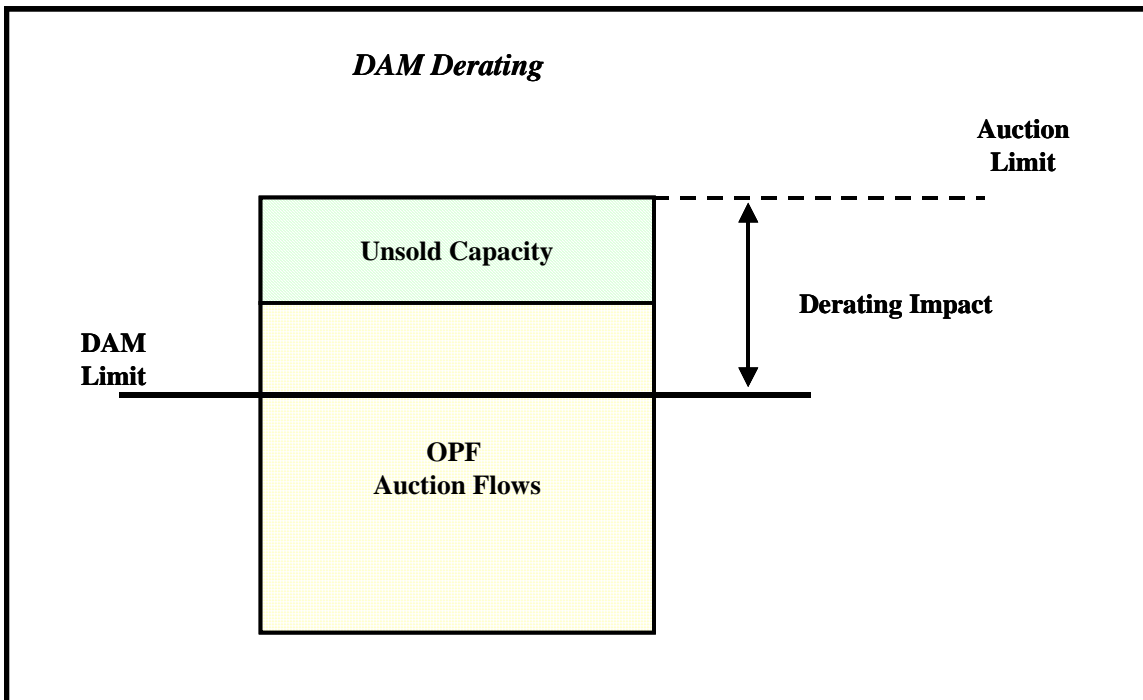 DAM Derating
Auction
Limit
Unsold Capacity
Derating Impact
DAM
Limit
OPF
Auction Flows